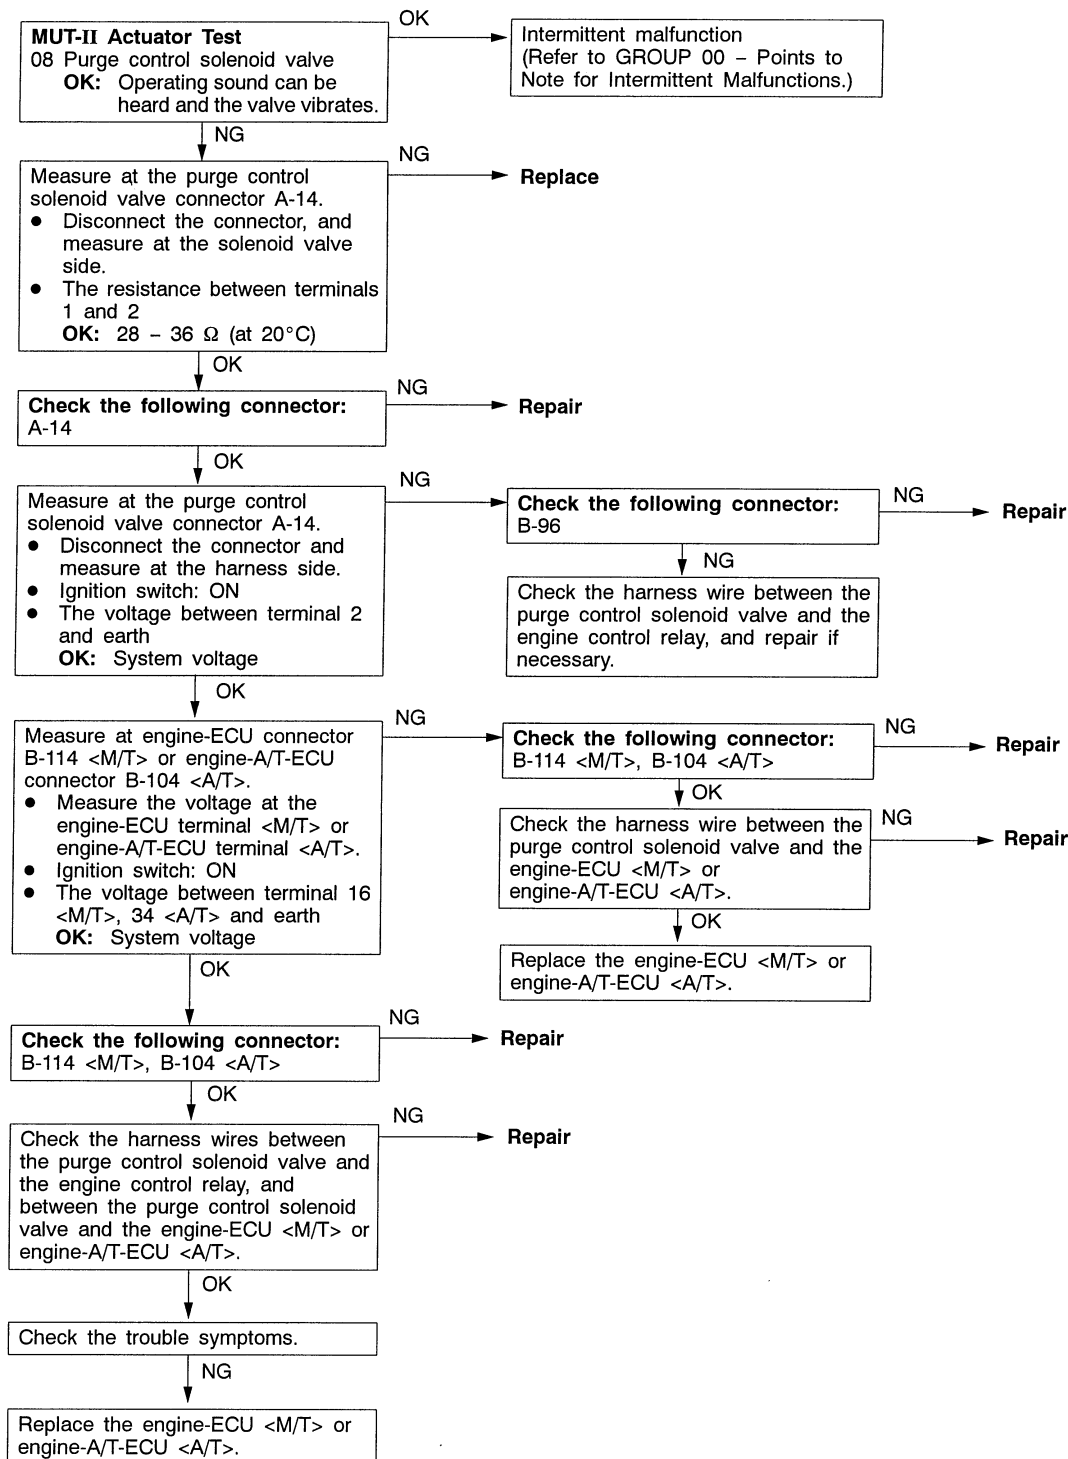 MUT-II Actuator Test
08 Purge control solenoid valve
OK: Operating sound can be
heard and the valve vibrates.
OK
Intermittent malfunction
(Refer to GROUP 00 – Points to
Note for Intermittent Malfunctions.)
NG
Measure at the purge control
solenoid valve connector A-14.
● Disconnect the connector, and
measure at the solenoid valve
side.
● The resistance between terminals
1 and 2
OK: 28 – 36 Ω (at 20°C)
NG
Replace
OK
Check the following connector:
A-14
NG
Repair
OK
Measure at the purge control
solenoid valve connector A-14.
● Disconnect the connector and
measure at the harness side.
● Ignition switch: ON
● The voltage between terminal 2
and earth
OK: System voltage
NG
Check the following connector:
B-96
NG
Repair
NG
Check the harness wire between the
purge control solenoid valve and the
engine control relay, and repair if
necessary.
OK
Measure at engine-ECU connector
B-114 <M/T> or engine-A/T-ECU
connector B-104 <A/T>.
● Measure the voltage at the
engine-ECU terminal <M/T> or
engine-A/T-ECU terminal <A/T>.
● Ignition switch: ON
● The voltage between terminal 16
<M/T>, 34 <A/T> and earth
OK: System voltage
NG
Check the following connector:
B-114 <M/T>, B-104 <A/T>
NG
Repair
OK
Check the harness wire between the
purge control solenoid valve and the
engine-ECU <M/T> or
engine-A/T-ECU <A/T>.
NG
Repair
OK
Replace the engine-ECU <M/T> or
engine-A/T-ECU <A/T>.
OK
Check the following connector:
B-114 <M/T>, B-104 <A/T>
NG
Repair
OK
Check the harness wires between
the purge control solenoid valve and
the engine control relay, and
between the purge control solenoid
valve and the engine-ECU <M/T> or
engine-A/T-ECU <A/T>.
NG
Repair
OK
Check the trouble symptoms.
NG
Replace the engine-ECU <M/T> or
engine-A/T-ECU <A/T>.